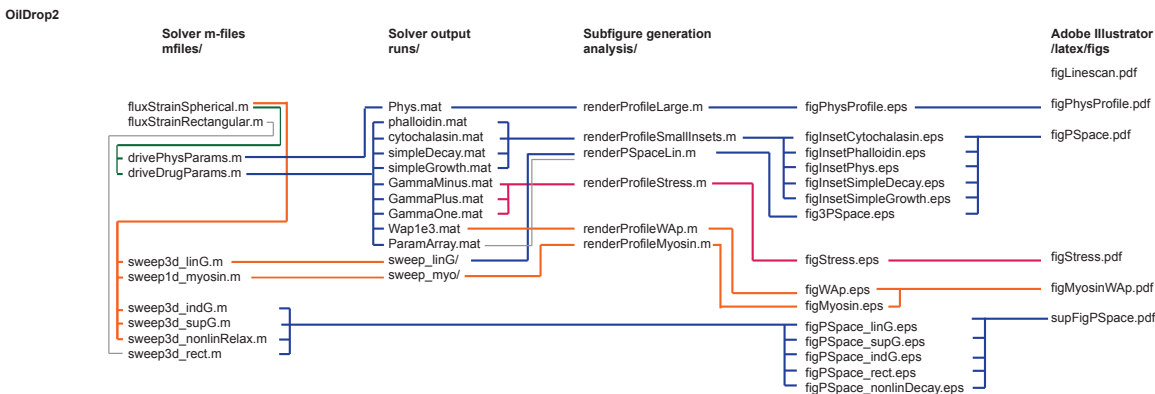 OilDrop2
Solver m-files
mfiles/
Solver output
runs/
Subfigure generation
analysis/
Adobe Illustrator
/latex/figs
figLinescan.pdf
fluxStrainSpherical.m
fluxStrainRectangular.m
drivePhysParams.m
driveDrugParams.m
sweep3d_linG.m
sweep1d_myosin.m
sweep3d_indG.m
sweep3d_supG.m
sweep3d_nonlinRelax.m
sweep3d_rect.m
Phys.mat
phalloidin.mat
cytochalasin.mat
simpleDecay.mat
simpleGrowth.mat
GammaMinus.mat
GammaPlus.mat
GammaOne.mat
Wap1e3.mat
ParamArray.mat
sweep_linG/
sweep_myo/
renderProfileLarge.m
renderProfileSmallInsets.m
renderPSpaceLin.m
renderProfileStress.m
renderProfileWAp.m
renderProfileMyosin.m
figPhysProfile.eps
figInsetCytochalasin.eps
figInsetPhalloidin.eps
figInsetPhys.eps
figInsetSimpleDecay.eps
figInsetSimpleGrowth.eps
fig3PSpace.eps
figStress.eps
figWAp.eps
figMyosin.eps
figPSpace_linG.eps
figPSpace_supG.eps
figPSpace_indG.eps
figPSpace_rect.eps
figPSpace_nonlinDecay.eps
figPhysProfile.pdf
figPSpace.pdf
figStress.pdf
figMyosinWAp.pdf
supFigPSpace.pdf